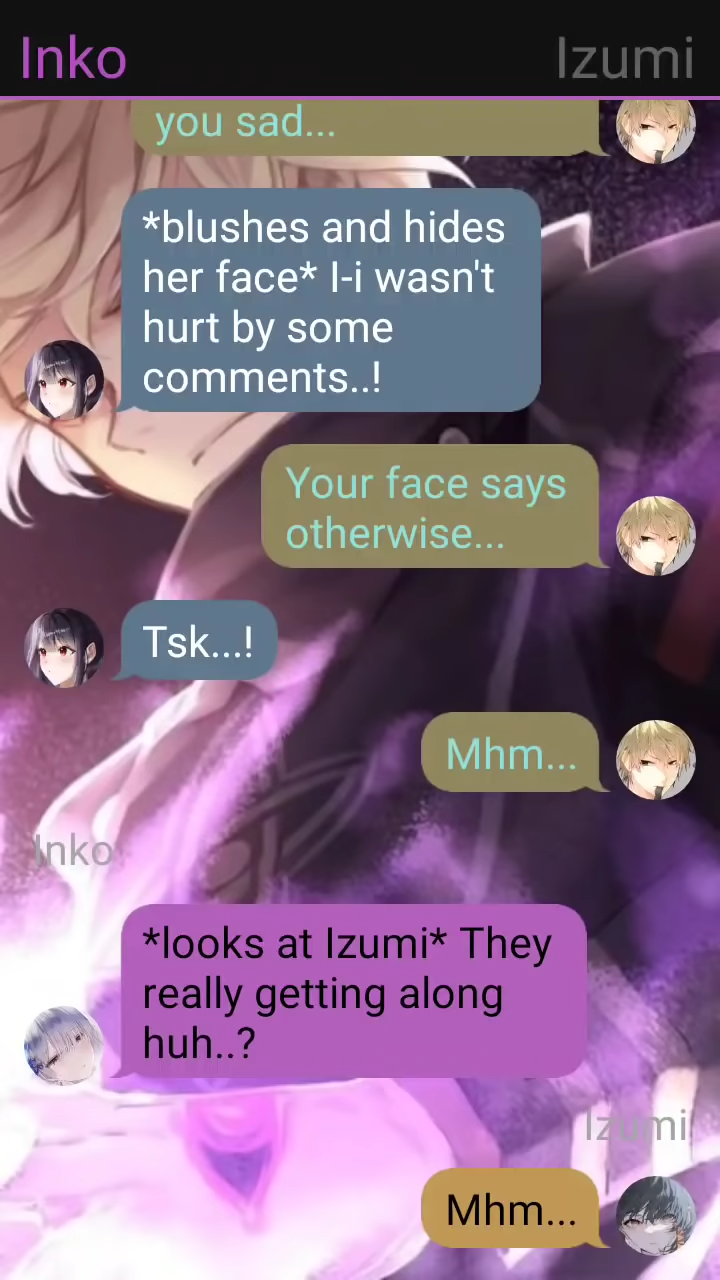 Inko
Izumi
you sad...
*blushes and hides
her face* I-i wasn't
hurt by some
comments..!
Your face says
otherwise...
Tsk...!
Mhm...
Inko
*looks at Izumi* They
really getting along
huh..?
Izumi
Mhm...